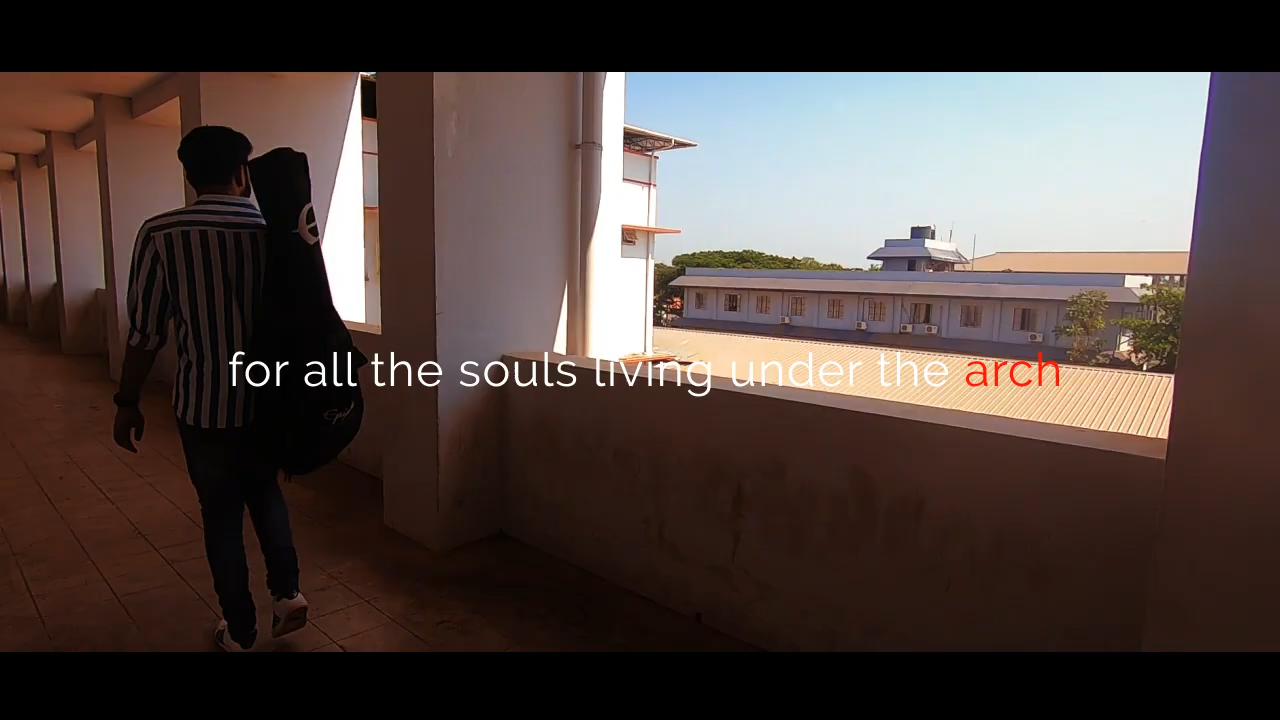 for all the souls living under the arch